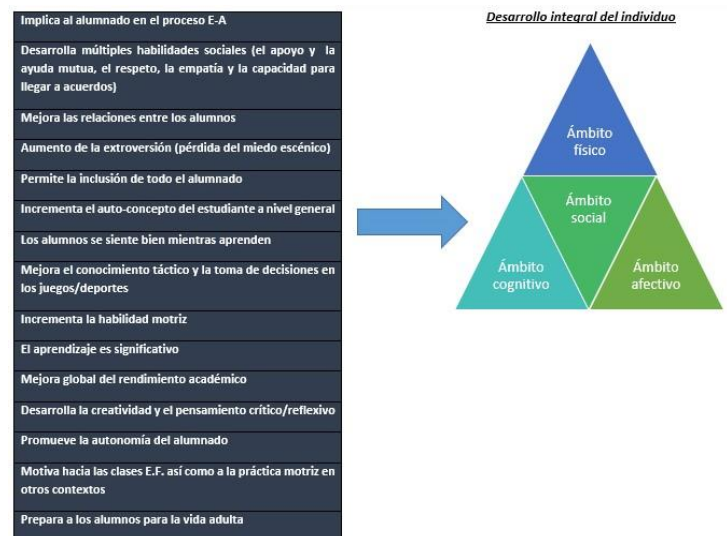 Implica al alumnado en el proceso E-A
Desarrolla múltiples habilidades sociales (el apoyo y la
ayuda mutua, el respeto, la empatía y la capacidad para
llegar a acuerdos)
Mejora las relaciones entre los alumnos
Aumento de la extroversión (pérdida del miedo escénico)
Permite la inclusión de todo el alumnado
Incrementa el auto-concepto del estudiante a nivel general
Los alumnos se siente bien mientras aprenden
Mejora el conocimiento táctico y la toma de decisiones en
los juegos/deportes
Incrementa la habilidad motriz
El aprendizaje es significativo
Mejora global del rendimiento académico
Desarrolla la creatividad y el pensamiento crítico/reflexivo
Promueve la autonomía del alumnado
Motiva hacia las clases E.F. así como a la práctica motriz en
otros contextos
Prepara a los alumnos para la vida adulta
Desarrollo integral del individuo
Ámbito
físico
Ámbito
social
Ámbito
cognitivo
Ámbito
afectivo